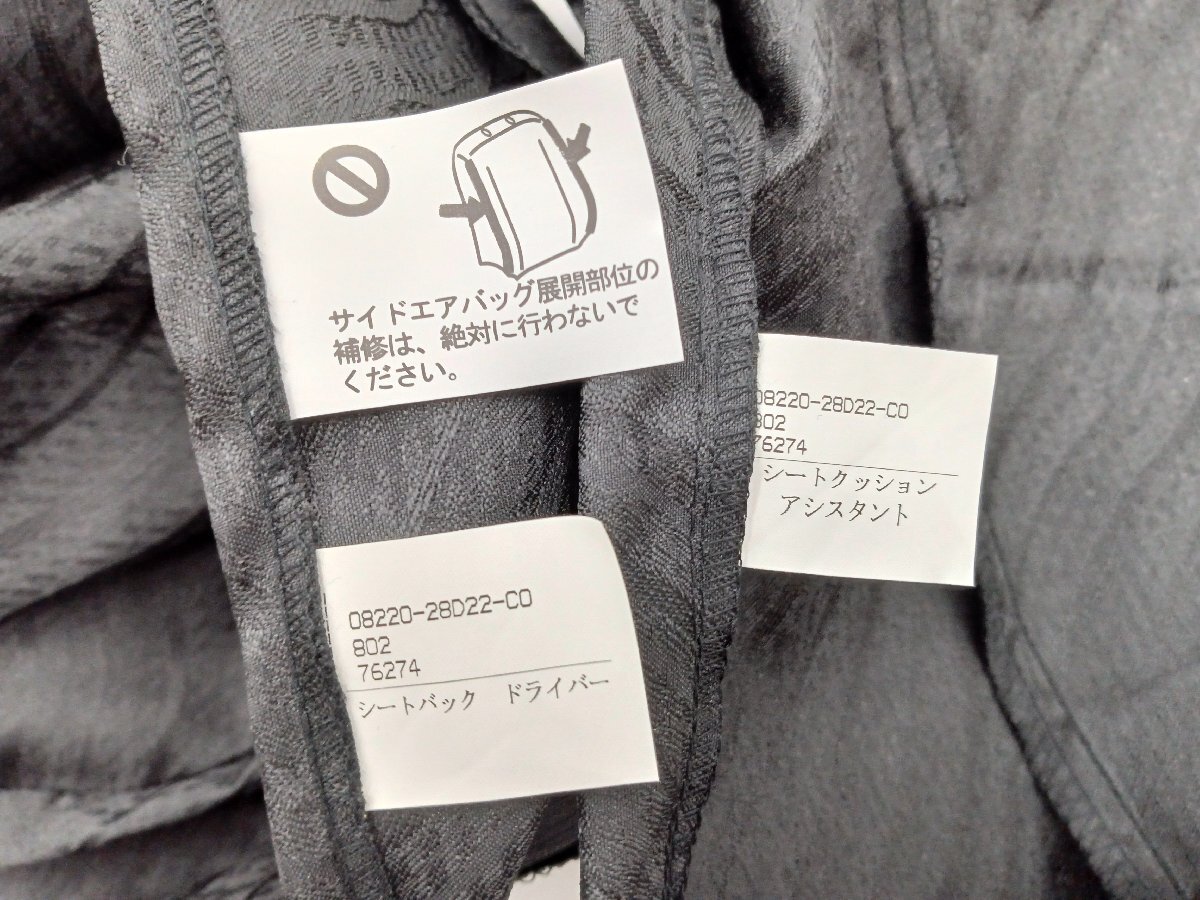 サイドエアバッグ展開部位の
補修は、絶対に行わないで
ください。
08220-28D22-C0
802
76274
シートバック ドライバー
08220-28D22-C0
802
76274
シートクッション
アシスタント